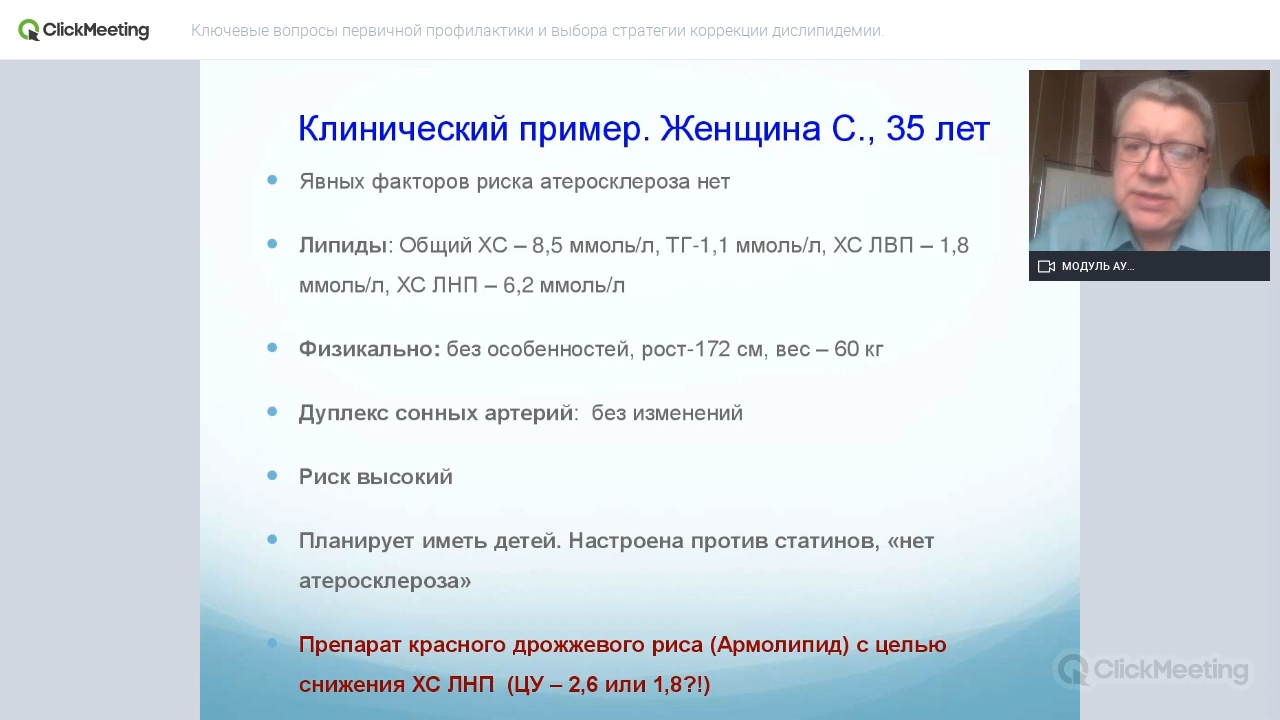 ClickMeeting
Ключевые вопросы первичной профилактики и выбора стратегии коррекции дислипидемии.
Клинический пример. Женщина С., 35 лет
Явных факторов риска атеросклероза нет
Липиды: Общий ХС – 8,5 ммоль/л, ТГ-1,1 ммоль/л, ХС ЛВП – 1,8
ммоль/л, ХС ЛНП – 6,2 ммоль/л
Физикально: без особенностей, рост-172 см, вес – 60 кг
Дуплекс сонных артерий:  без изменений
Риск высокий
Планирует иметь детей. Настроена против статинов, «нет
атеросклероза»
Препарат красного дрожжевого риса (Армолипид) с целью
снижения ХС ЛНП  (ЦУ – 2,6 или 1,8?!)
МОДУЛЬ АУ...
ClickMeeting